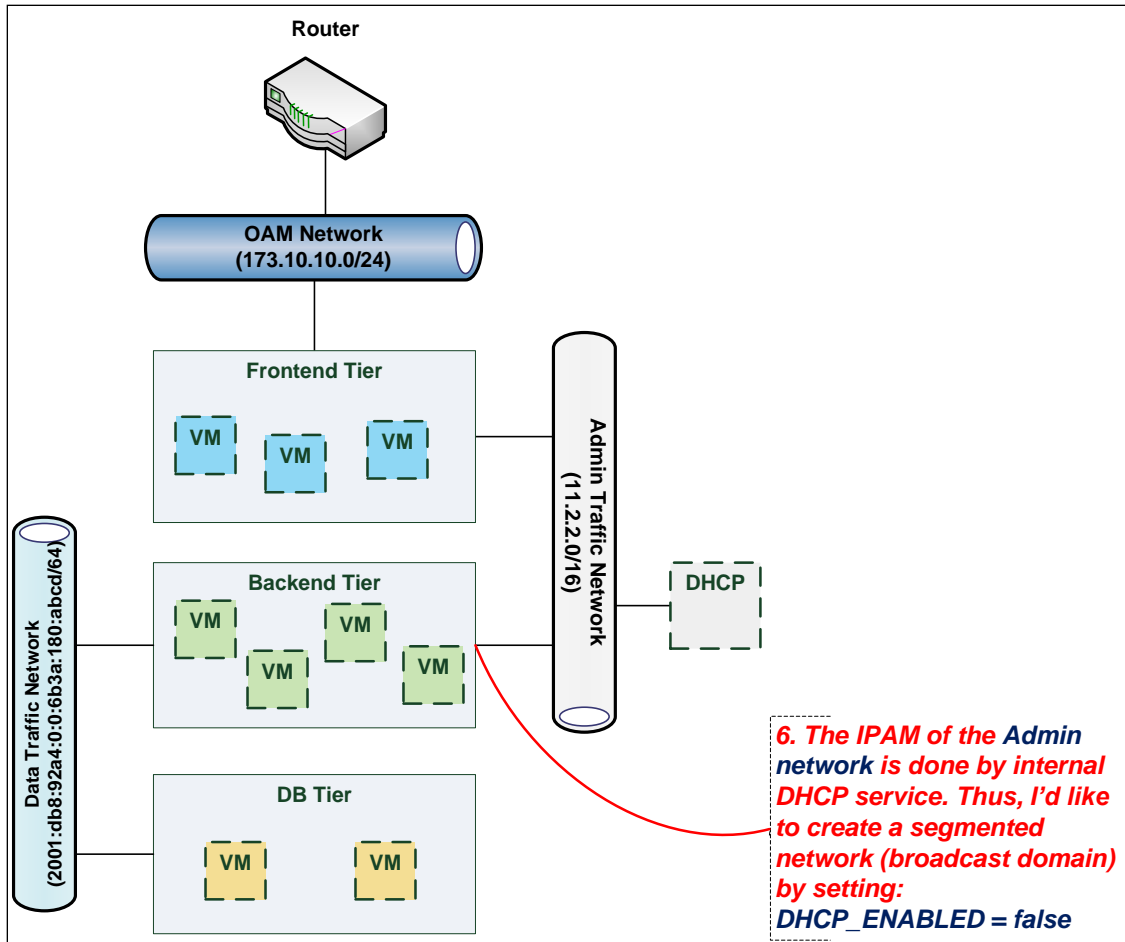 Router
OAM Network
(173.10.10.0/24)
Frontend Tier
VM
VM
VM
Admin Traffic Network
(11.2.2.0/16)
Backend Tier
VM
VM
VM
VM
DHCP
Data Traffic Network
(2001:db8:92a4:0:0:6b3a:180:abcd/64)
DB Tier
VM
VM
6. The IPAM of the Admin
network is done by internal
DHCP service. Thus, I'd like
to create a segmented
network (broadcast domain)
by setting:
DHCP_ENABLED = false